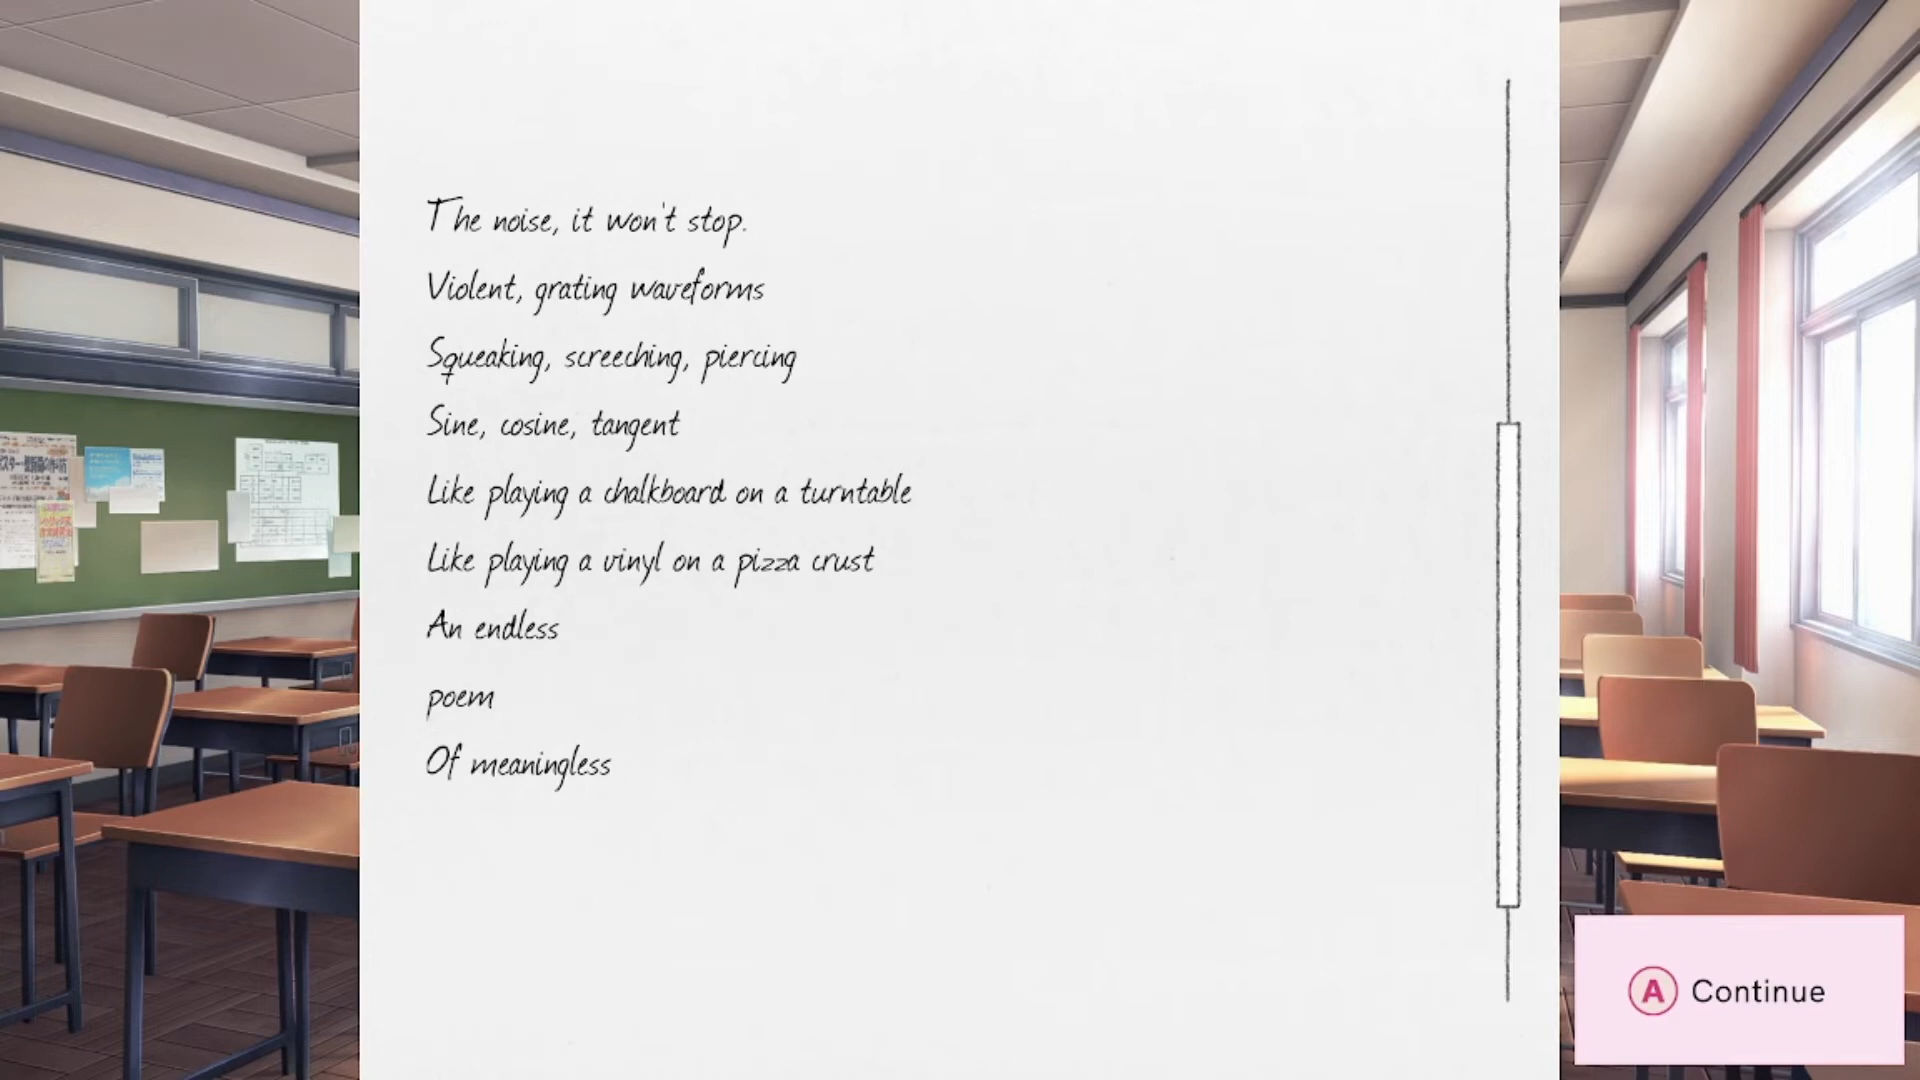 The noise, it won't stop.
Violent, grating waveforms
Squeaking, screeching, piercing
Sine, cosine, tangent
Like playing a chalkboard on a turntable
Like playing a vinyl on a pizza crust
An endless
poem
Of meaningless
A Continue